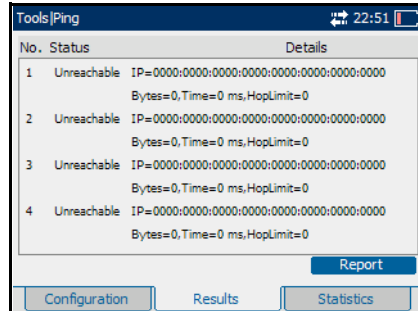 Tools|Ping 22:51
No. Status Details
1 Unreachable IP=0000:0000:0000:0000:0000:0000:0000:0000
Bytes=0,Time=0 ms,HopLimit=0
2 Unreachable IP=0000:0000:0000:0000:0000:0000:0000:0000
Bytes=0,Time=0 ms,HopLimit=0
3 Unreachable IP=0000:0000:0000:0000:0000:0000:0000:0000
Bytes=0,Time=0 ms,HopLimit=0
4 Unreachable IP=0000:0000:0000:0000:0000:0000:0000:0000
Bytes=0,Time=0 ms,HopLimit=0
Report
Configuration Results Statistics